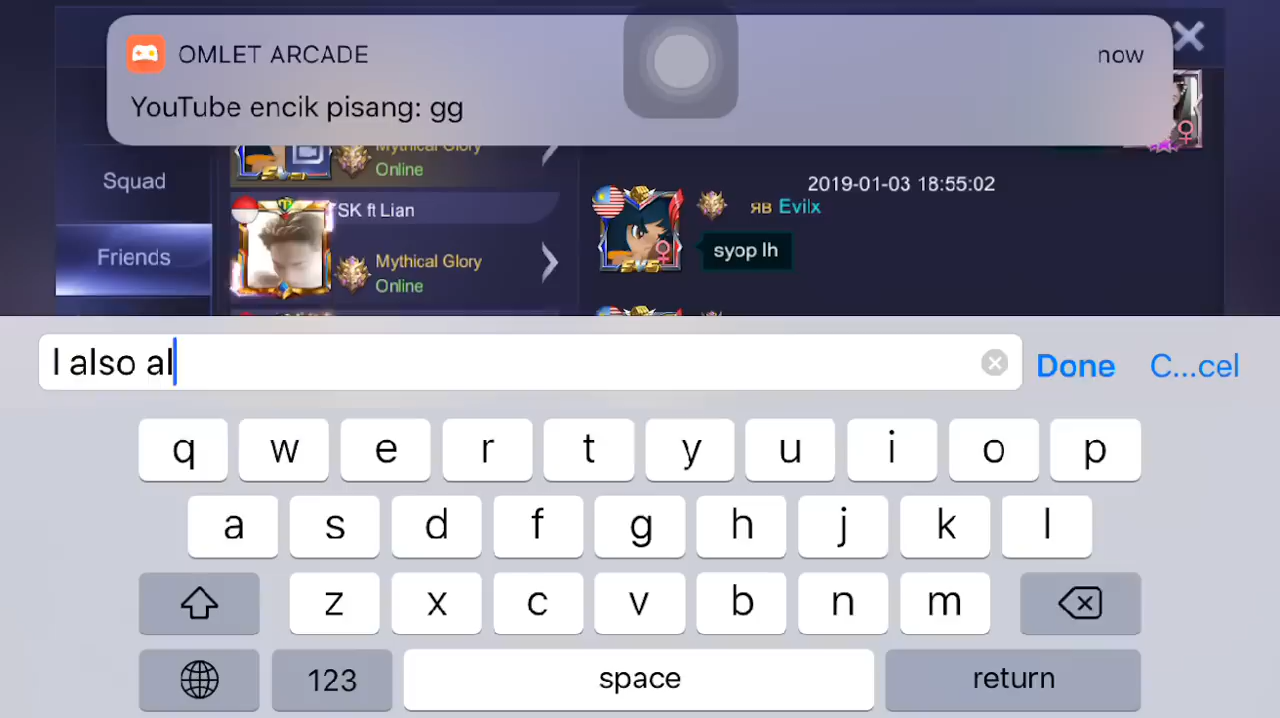 OMLET ARCADE
now
YouTube encik pisang: gg
Mythical Glory
Online
Squad
SK ft Lian
Friends
Mythical Glory
Online
2019-01-03 18:55:02
ЯB Evilx
syop lh
I also al
Done
C...cel
q w e r t y u i o p
a s d f g h j k l
z x c v b n m
123
space
return